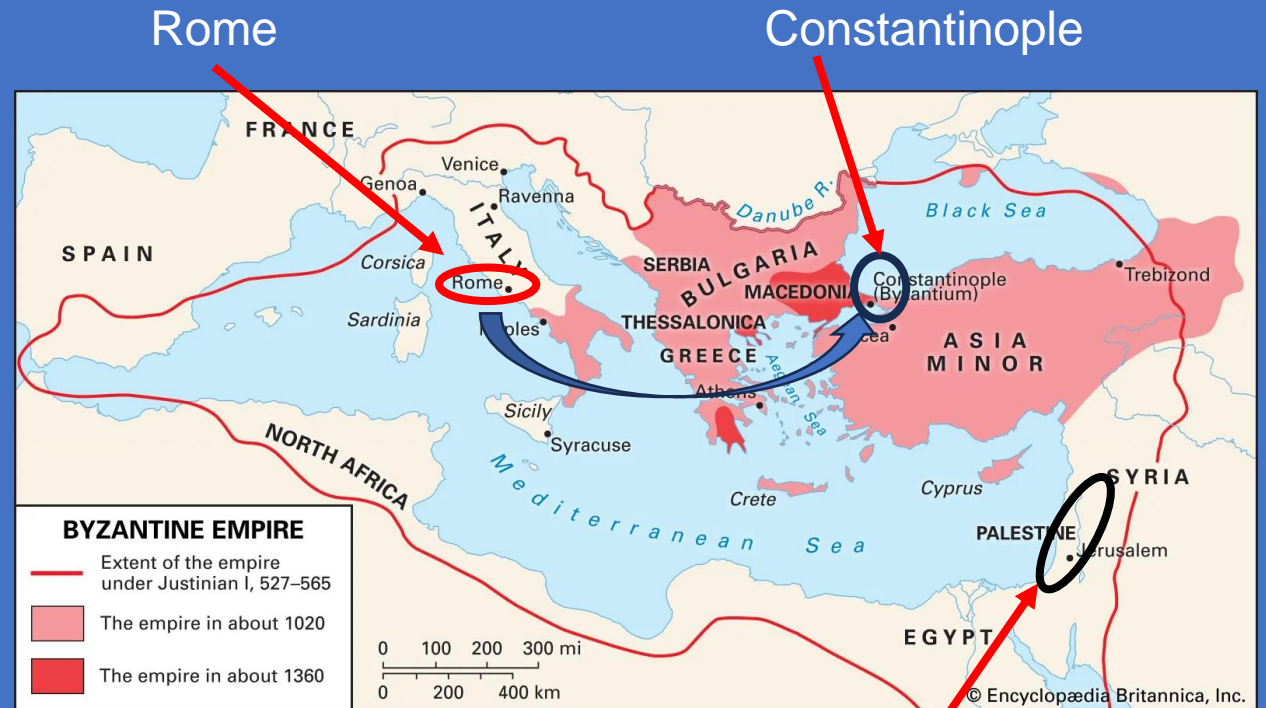 Rome
Constantinople
FRANCE
Venice
Genoa
Ravenna
ITALY
Danube R.
Black Sea
SPAIN
Corsica
SERBIA
BULGARIA
Constantinople
(Byzantium)
Trebizond
Rome
MACEDONIA
Sardinia
THESSALONICA
ASIA
MINOR
GREECE
Aegean Sea
Athens
Sicily
Syracuse
NORTH AFRICA
Mediterranean Sea
Crete
Cyprus
SYRIA
PALESTINE
Jerusalem
EGYPT
BYZANTINE EMPIRE
Extent of the empire
under Justinian I, 527–565
The empire in about 1020
The empire in about 1360
0 100 200 300 mi
0 200 400 km
© Encyclopædia Britannica, Inc.